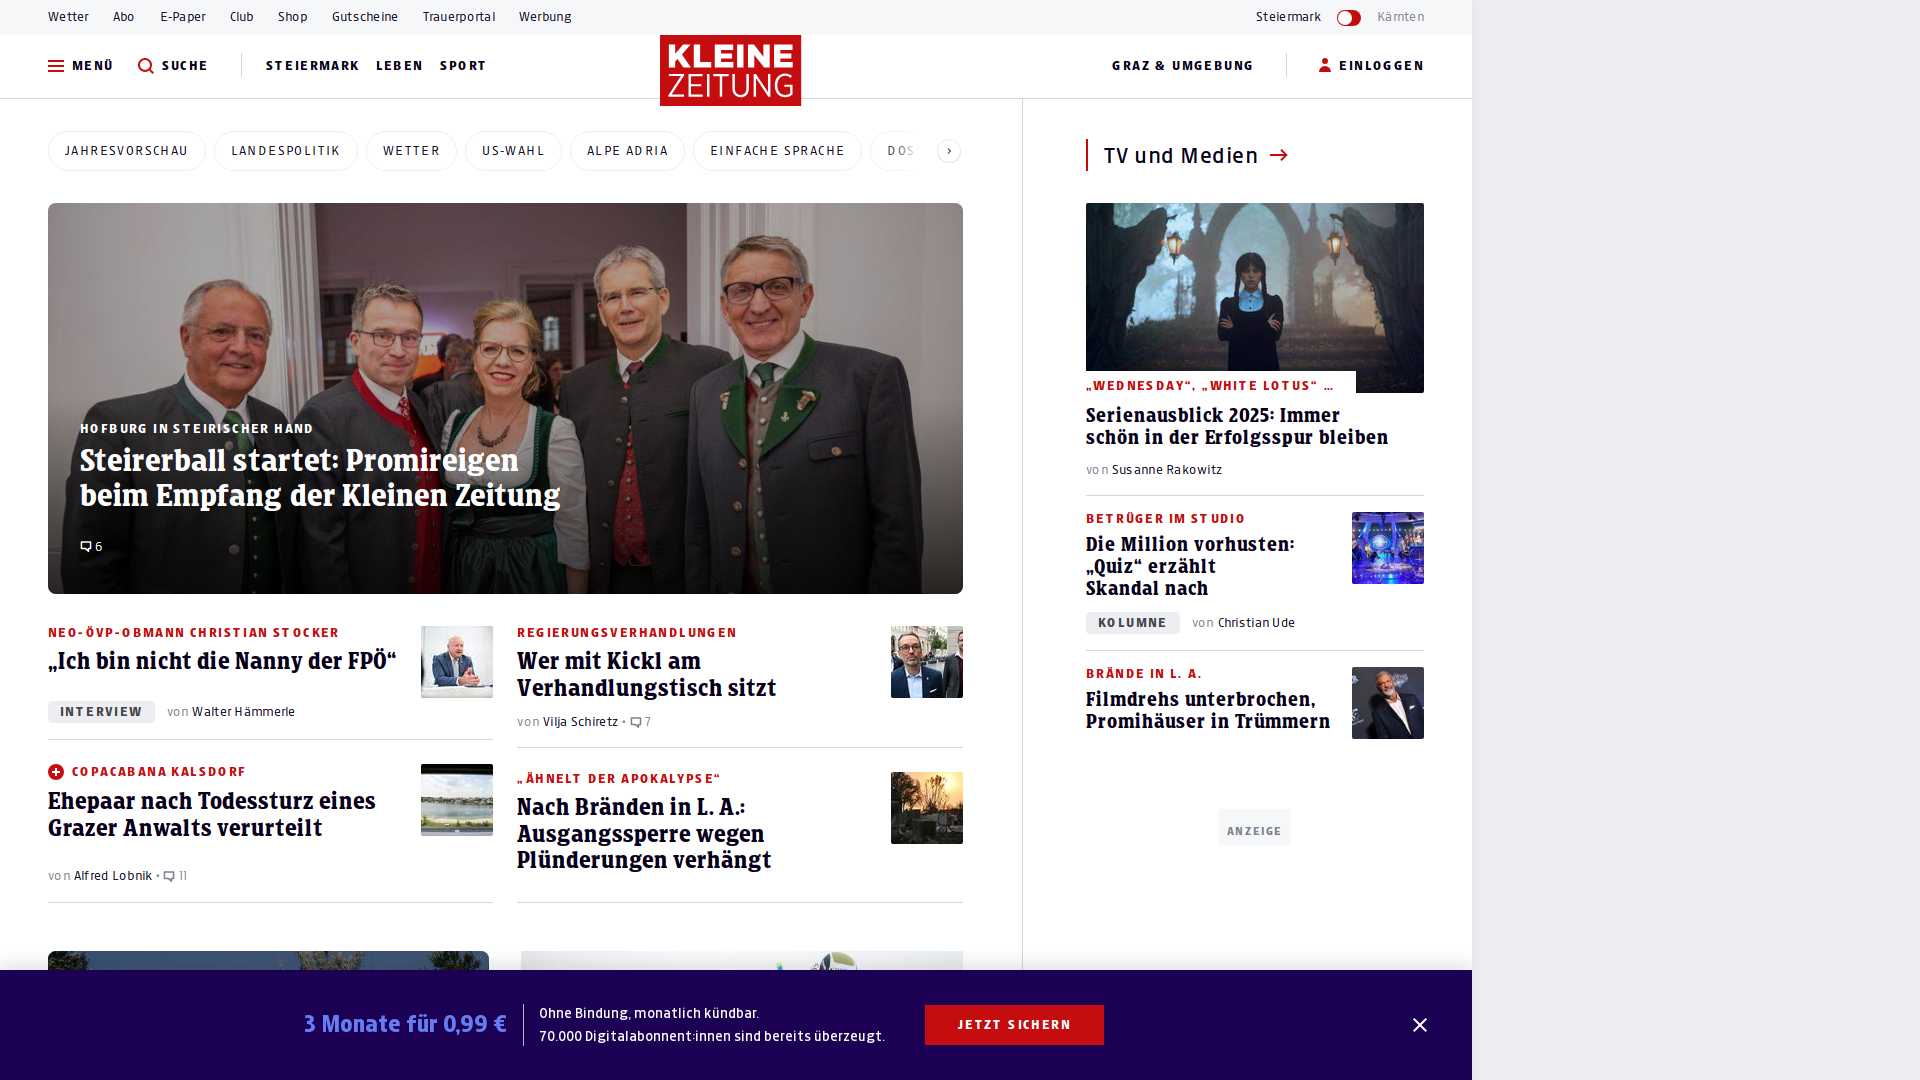 Wetter
Abo
E-Paper
Club
Shop
Gutscheine
Trauerportal
Werbung
Steiermark
Kärnten
MENÜ
SUCHE
STEIERMARK
LEBEN
SPORT
KLEINE
ZEITUNG
GRAZ & UMGEBUNG
EINLOGGEN
JAHRESVORSCHAU
LANDESPOLITIK
WETTER
US-WAHL
ALPE ADRIA
EINFACHE SPRACHE
DOS
HOFBURG IN STEIRISCHER HAND
Steirerball startet: Promireigen
beim Empfang der Kleinen Zeitung
6
NEO-ÖVP-OBMANN CHRISTIAN STOCKER
„Ich bin nicht die Nanny der FPÖ“
INTERVIEW
von Walter Hämmerle
REGIERUNGSVERHANDLUNGEN
Wer mit Kickl am
Verhandlungstisch sitzt
von Vilja Schiretz • 7
COPACABANA KALSDORF
Ehepaar nach Todessturz eines
Grazer Anwalts verurteilt
von Alfred Lobnik • 11
„ÄHNELT DER APOKALYPSE“
Nach Bränden in L. A.:
Ausgangssperre wegen
Plünderungen verhängt
TV und Medien
„WEDNESDAY“, „WHITE LOTUS“ …
Serienausblick 2025: Immer
schön in der Erfolgsspur bleiben
von Susanne Rakowitz
BETRÜGER IM STUDIO
Die Million vorhusten:
„Quiz“ erzählt
Skandal nach
KOLUMNE
von Christian Ude
BRÄNDE IN L. A.
Filmdrehs unterbrochen,
Promihäuser in Trümmern
ANZEIGE
3 Monate für 0,99 €
Ohne Bindung, monatlich kündbar.
70.000 Digitalabonnent:innen sind bereits überzeugt.
JETZT SICHERN